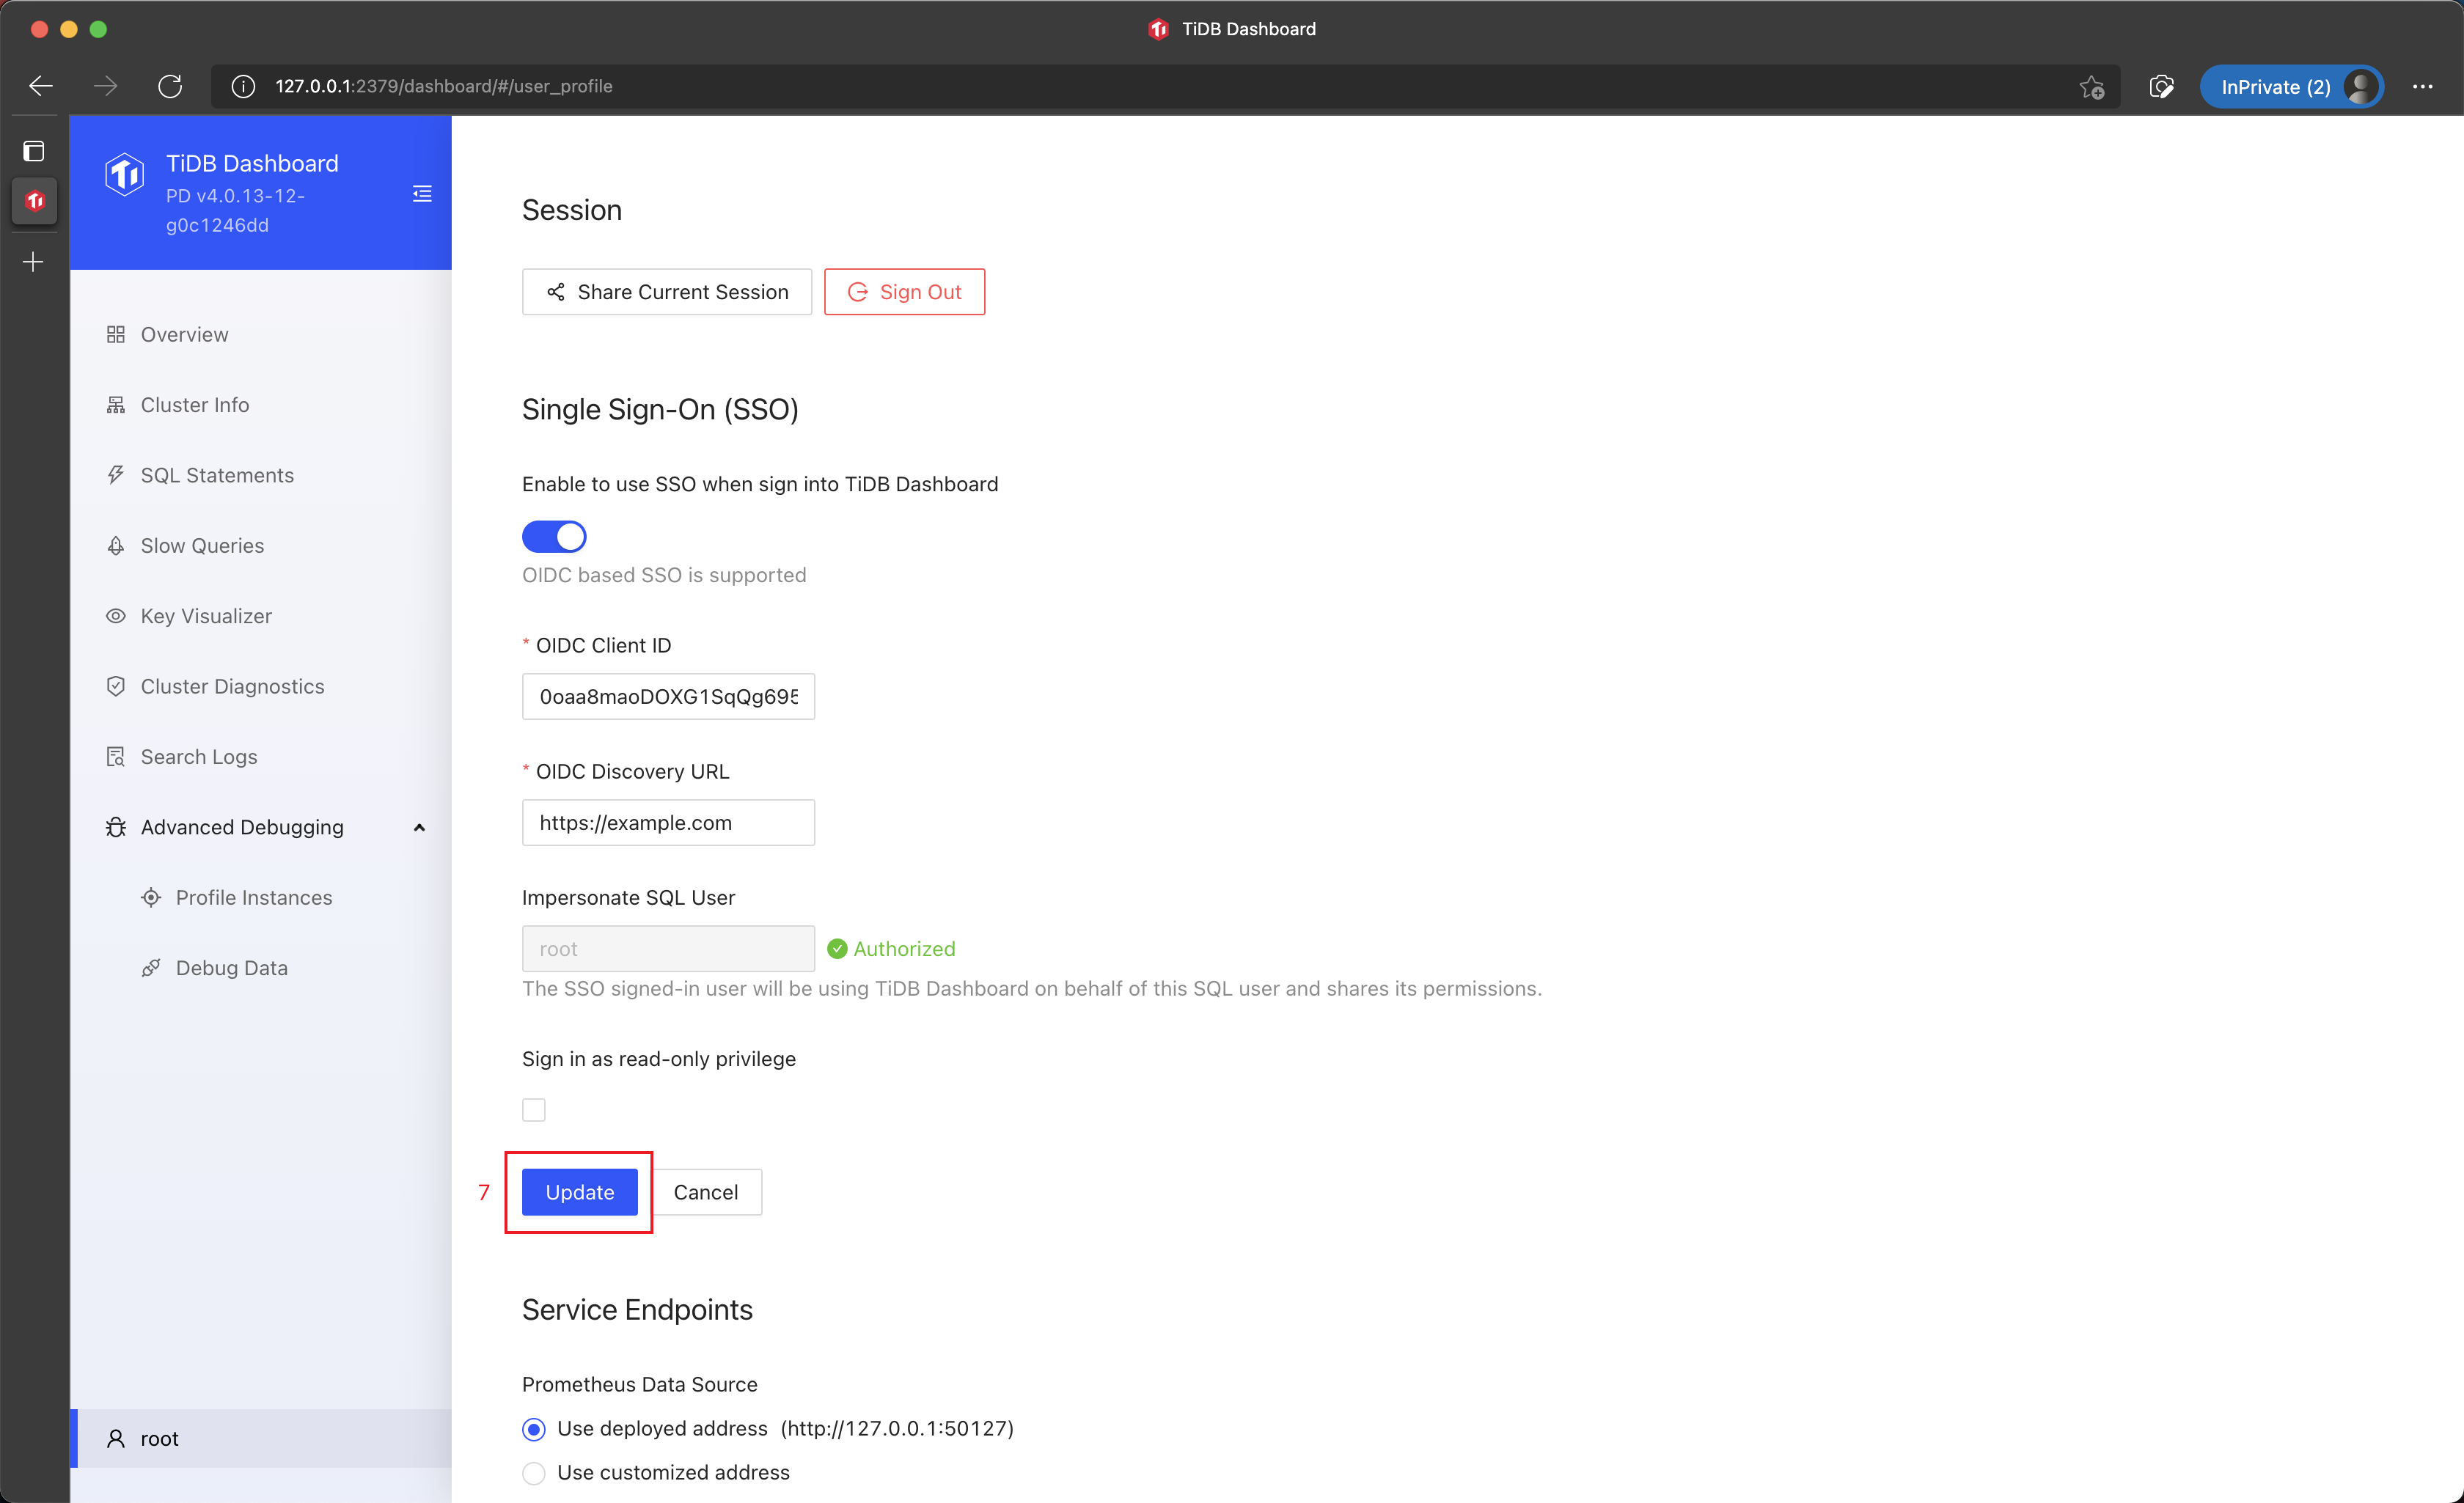 TiDB Dashboard
127.0.0.1:2379/dashboard/#/user_profile
InPrivate (2)
TiDB Dashboard
PD v4.0.13-12-
g0c1246dd
Overview
Cluster Info
SQL Statements
Slow Queries
Key Visualizer
Cluster Diagnostics
Search Logs
Advanced Debugging
Profile Instances
Debug Data
root
Session
Share Current Session
Sign Out
Single Sign-On (SSO)
Enable to use SSO when sign into TiDB Dashboard
OIDC based SSO is supported
* OIDC Client ID
0oaa8maoDOXG1SqQg695
* OIDC Discovery URL
https://example.com
Impersonate SQL User
root
Authorized
The SSO signed-in user will be using TiDB Dashboard on behalf of this SQL user and shares its permissions.
Sign in as read-only privilege
7
Update
Cancel
Service Endpoints
Prometheus Data Source
Use deployed address (http://127.0.0.1:50127)
Use customized address